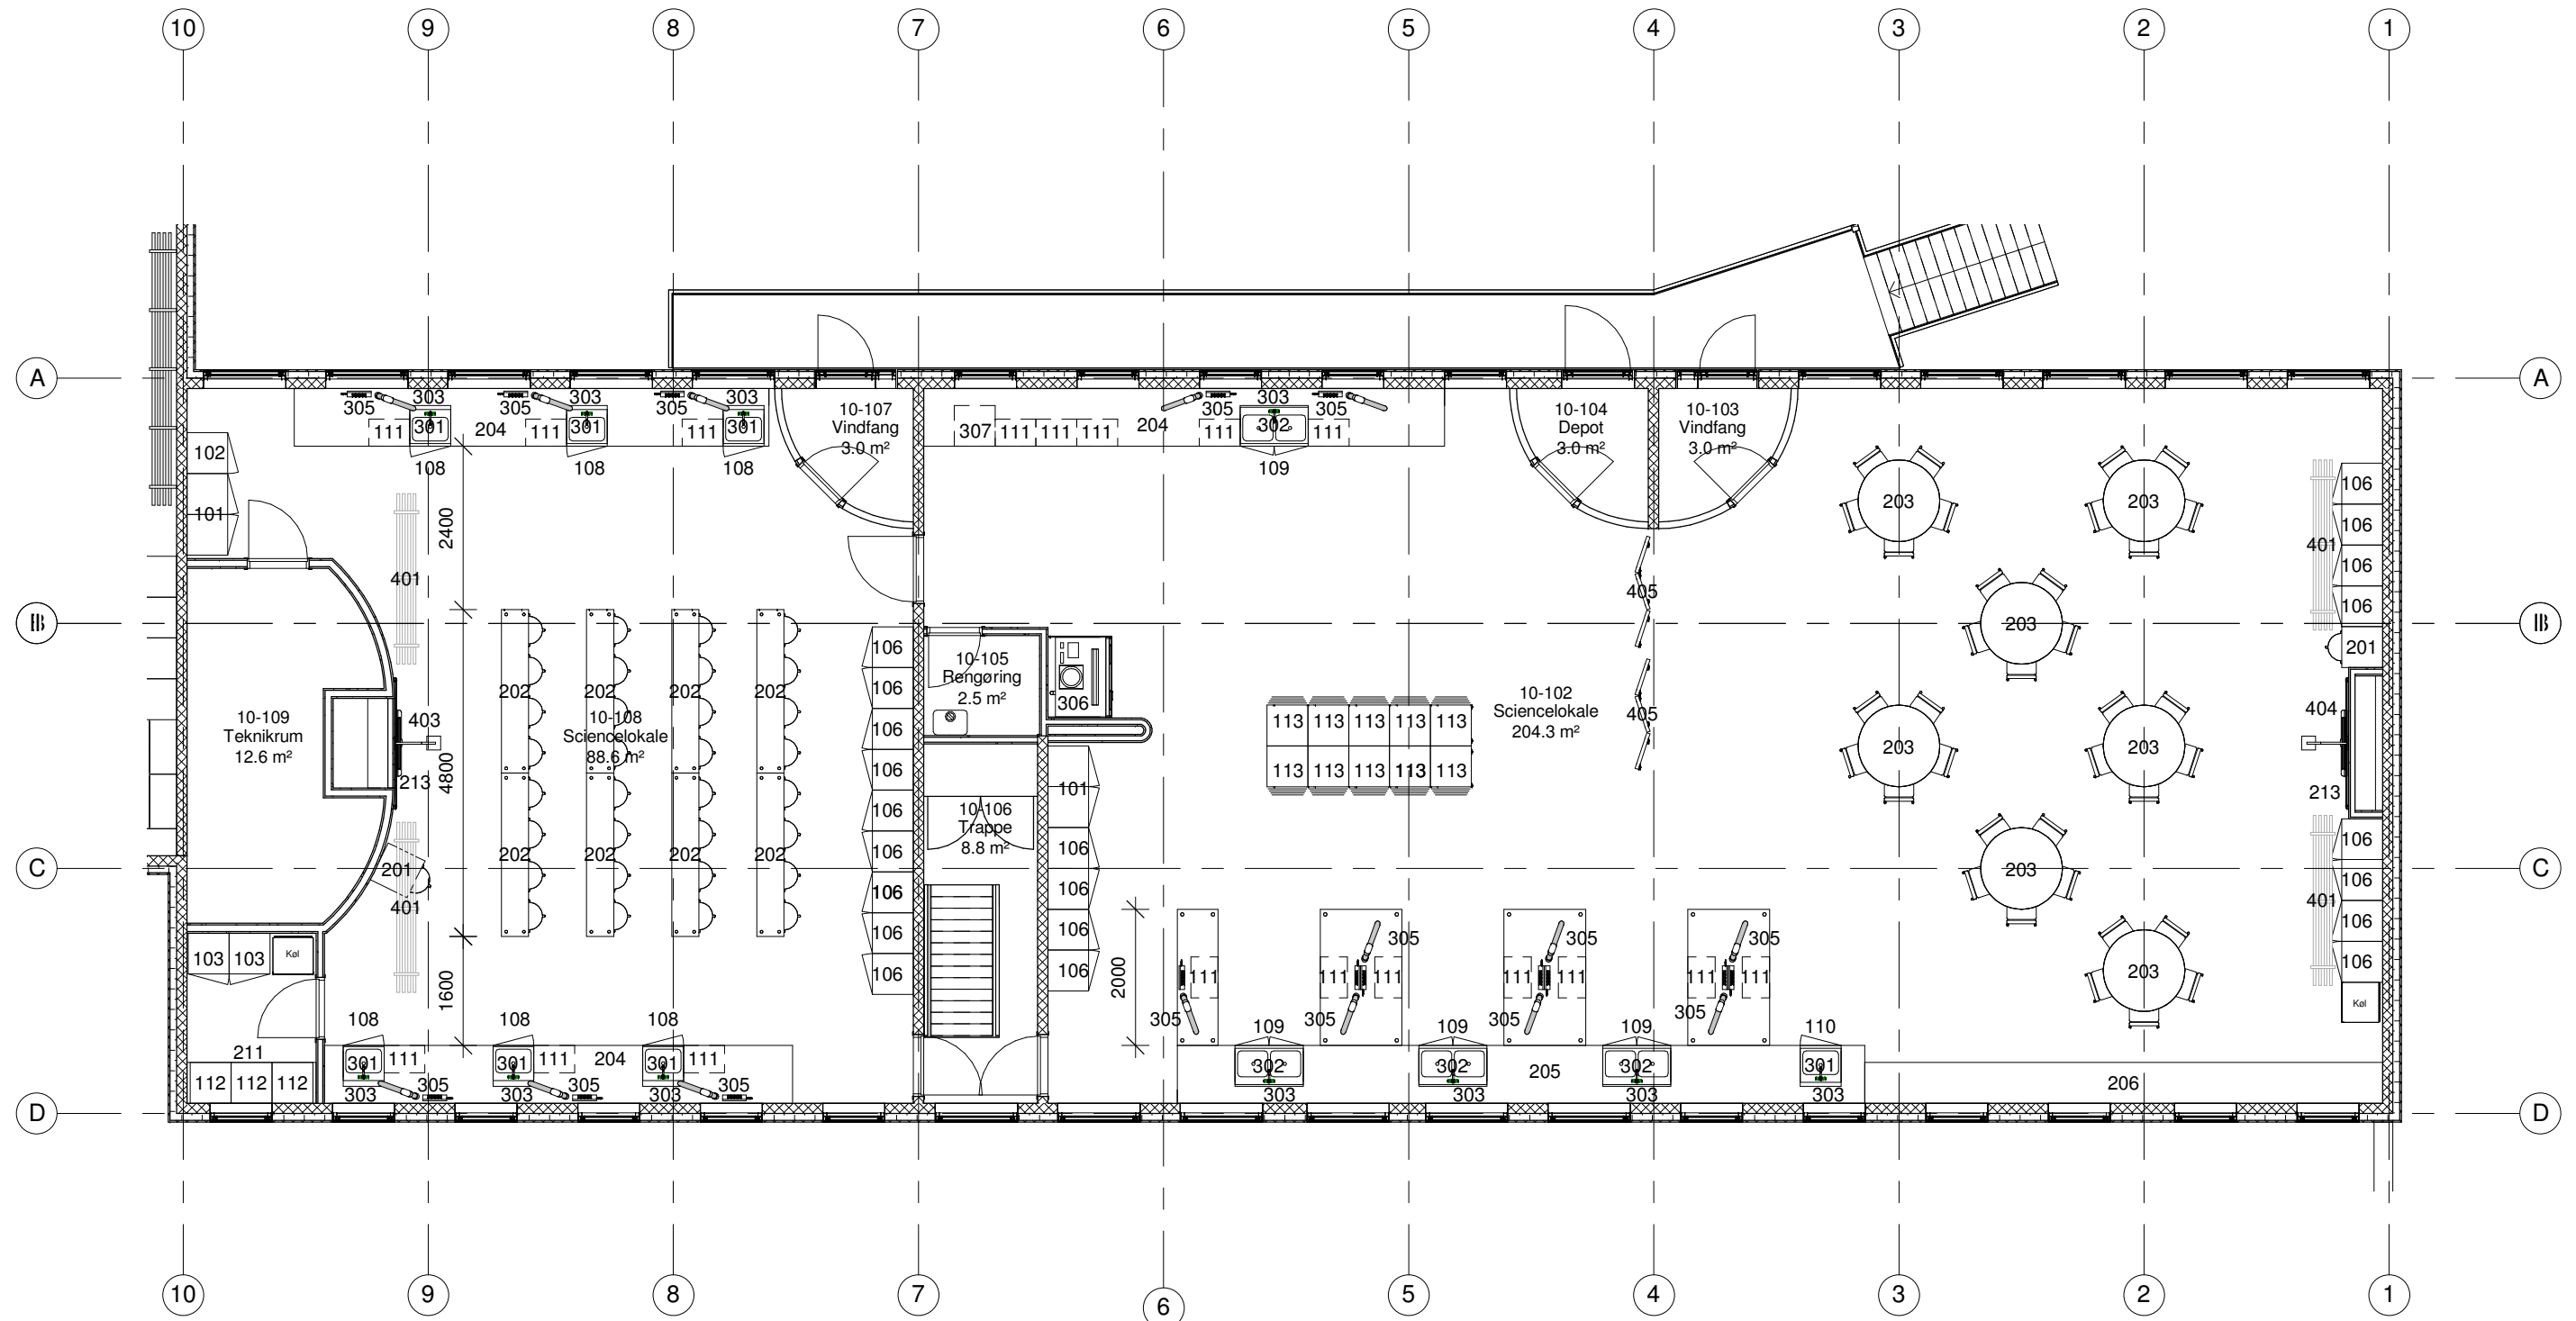 10 9 8 7 6 5 4 3 2 1
A A
303 303 303 10-107 303 10-104 10-103
305 305 305 Vindfang 305 305 Depot Vindfang
111 301 204 111 301 111 301 3.0 m² 307 111 111 111 204 111 302 111 3.0 m² 3.0 m²
102 108 108 108 109
106
203 203
101 106
2400
401 106
401
405 106
B B
203
106 10-105 201
Rengøring
106 2.5 m²
202 202 202 202 306
10-102
Sciencelokale
204.3 m²
10-109 403 10-108 106 113 113 113 113 113 405 404
Teknikrum Sciencelokale
12.6 m² 88.6 m² 203 203
213 4800 106 113 113 113 113 113 213
101
106 10-106
Trappe
8.8 m²
202 202 202 202 106 106 106
C C
201 203 106
106 106
401 401
106 106 106
305 305 305
103 103 Køl 106 106 111 111 111 111 111 111 111 203 106
1600 2000 Køl
305 305 305 305
108 108 108 109 109 109 110
211
301 111 301 111 204 301 111 302 302 205 302 301
112 112 112 305 305 305 206
303 303 303 303 303 303 303
D D
10 9 8 7 6 5 4 3 2 1